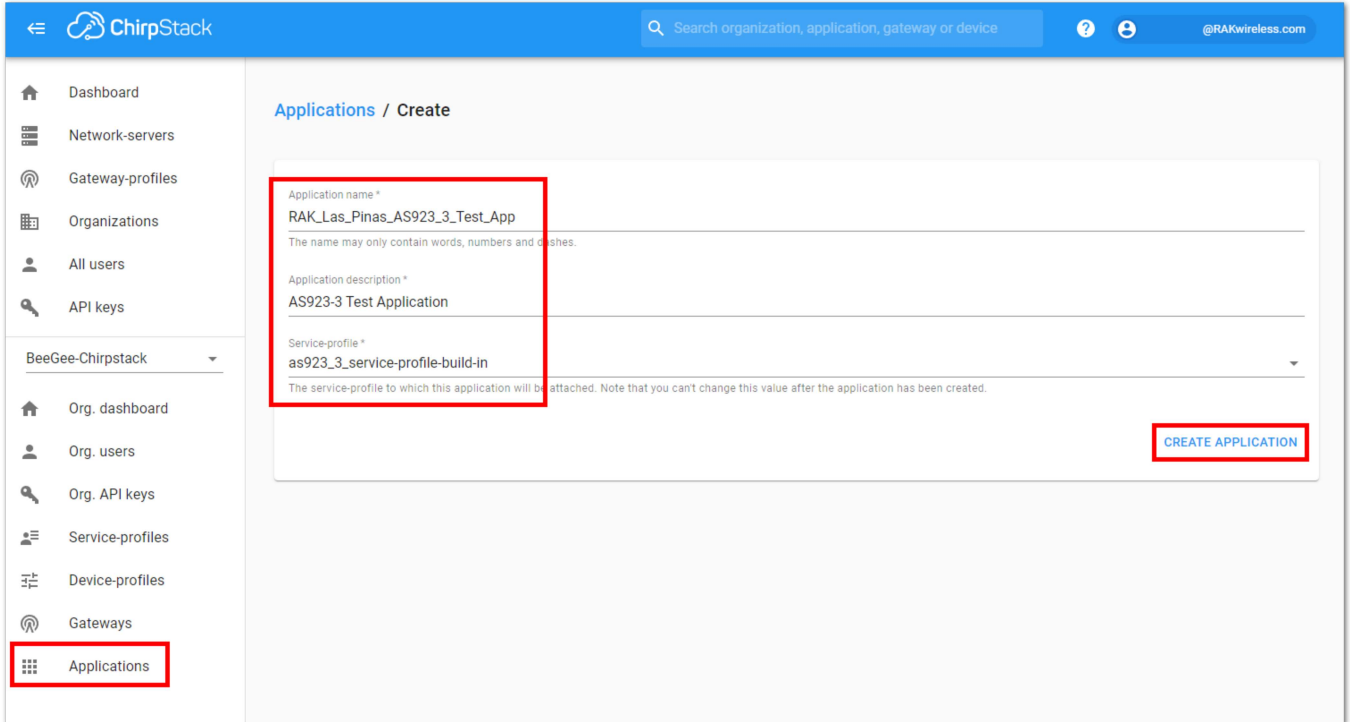 ChirpStack
Search organization, application, gateway or device
?
@RAKwireless.com
Dashboard
Network-servers
Gateway-profiles
Organizations
All users
API keys
BeeGee-Chirpstack
Org. dashboard
Org. users
Org. API keys
Service-profiles
Device-profiles
Gateways
Applications
Applications / Create
Application name *
RAK_Las_Pinas_AS923_3_Test_App
The name may only contain words, numbers and dashes.
Application description *
AS923-3 Test Application
Service-profile *
as923_3_service-profile-build-in
The service-profile to which this application will be attached. Note that you can't change this value after the application has been created.
CREATE APPLICATION